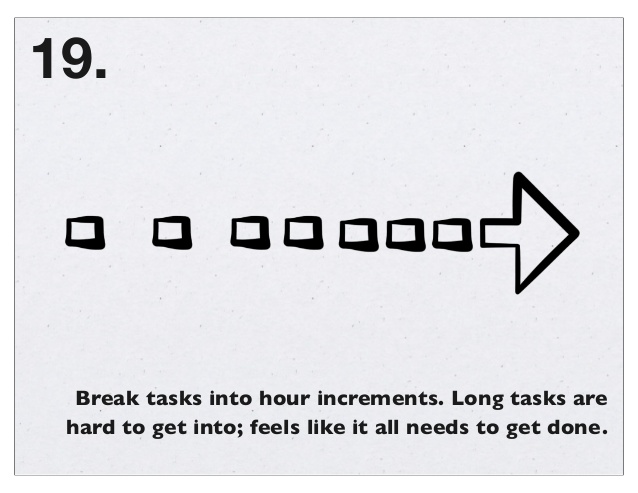 19.
Break tasks into hour increments. Long tasks are
hard to get into; feels like it all needs to get done.